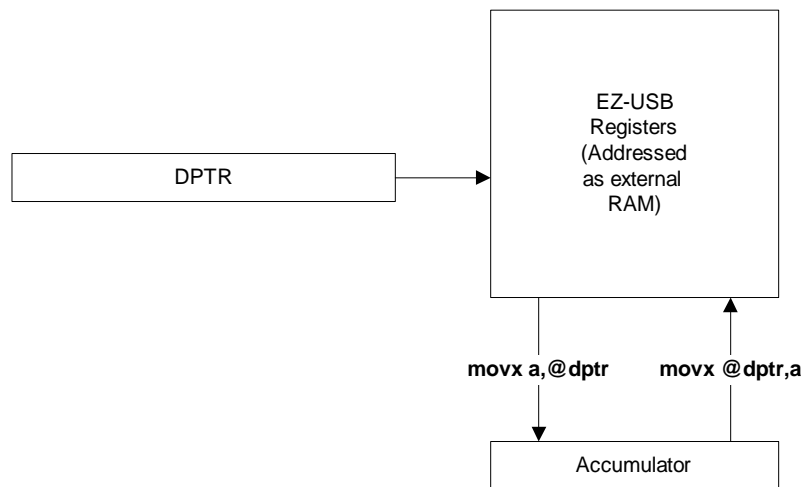 EZ-USB
Registers
(Addressed
as external
RAM)
DPTR
movx a,@dptr
movx @dptr,a
Accumulator